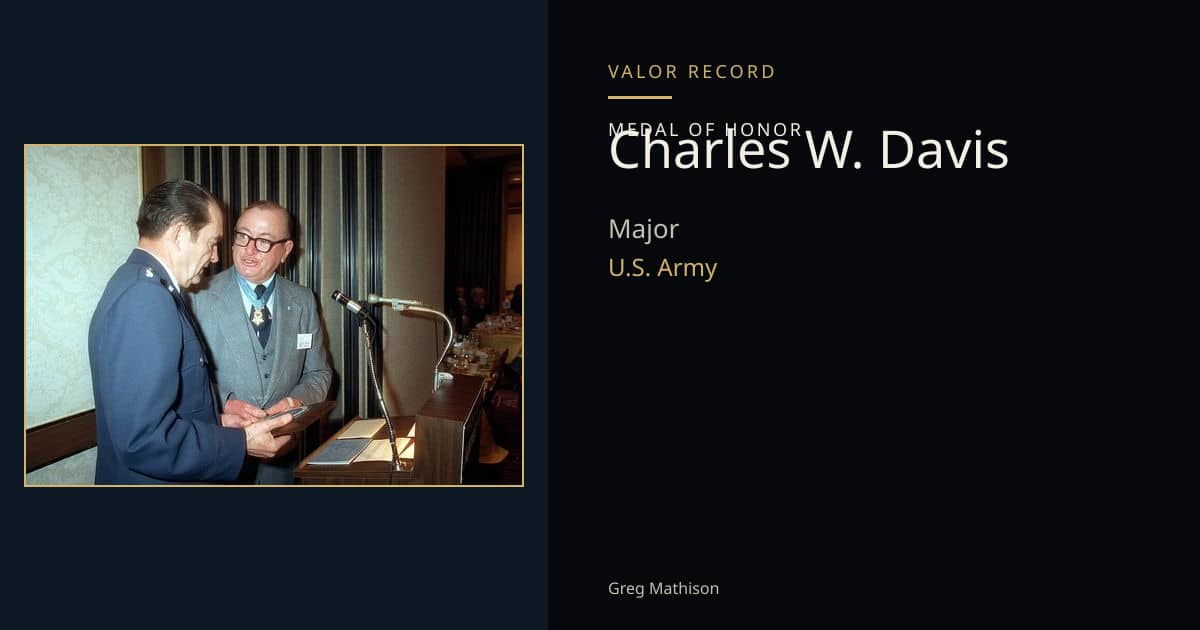 VALOR RECORD
MEDAL OF HONOR
Charles W. Davis
Major
U.S. Army
Greg Mathison